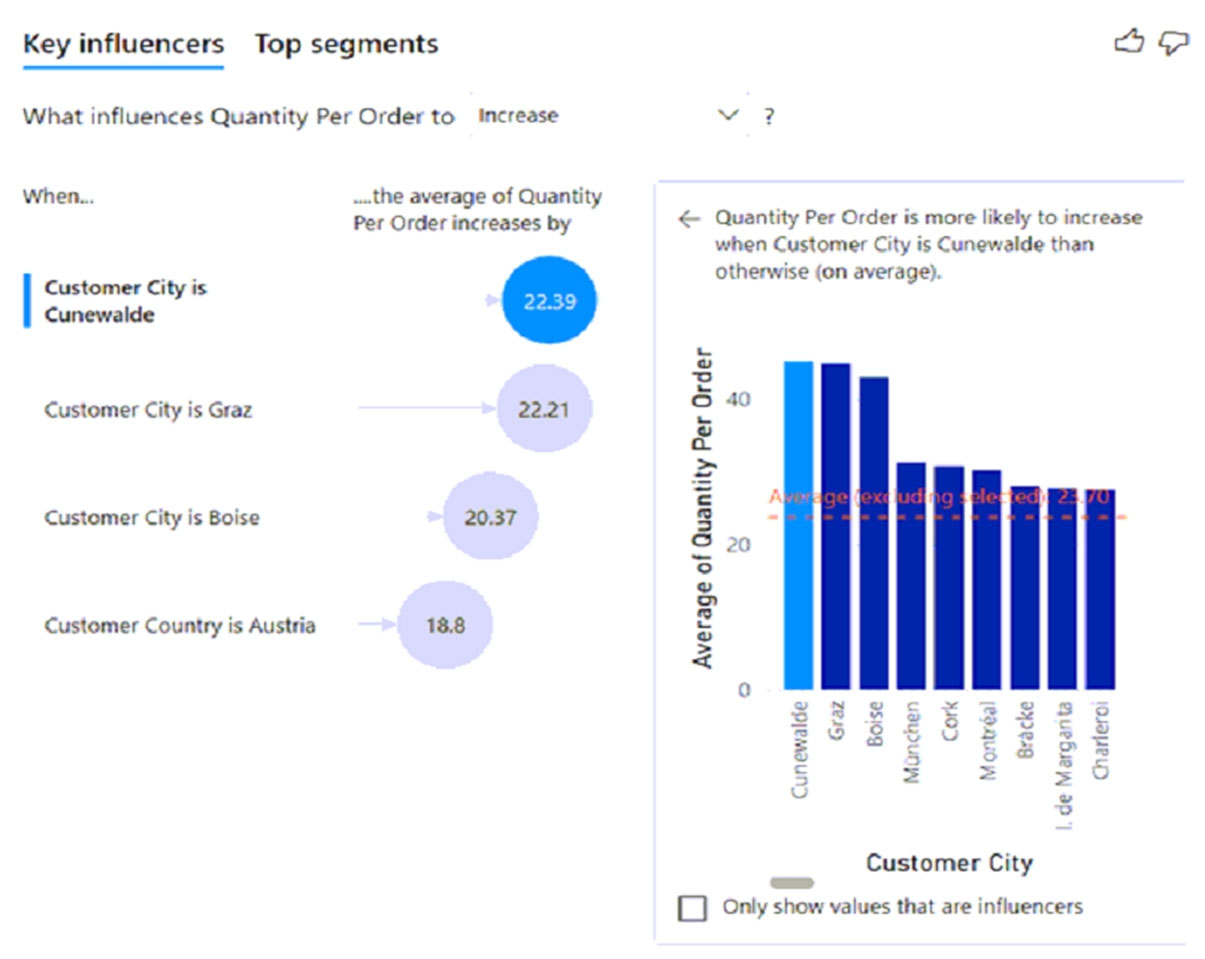 Key influencers Top segments
What influences Quantity Per Order to Increase ?
When...
....the average of Quantity
Per Order increases by
Customer City is
Cunewalde
22.39
Customer City is Graz
22.21
Customer City is Boise
20.37
Customer Country is Austria
18.8
Quantity Per Order is more likely to increase
when Customer City is Cunewalde than
otherwise (on average).
Average of Quantity Per Order
40
20
0
Average (excluding selected): 23.70
Cunewalde
Graz
Boise
München
Cork
Montréal
Bräcke
I. de Margarita
Charleroi
Customer City
Only show values that are influencers